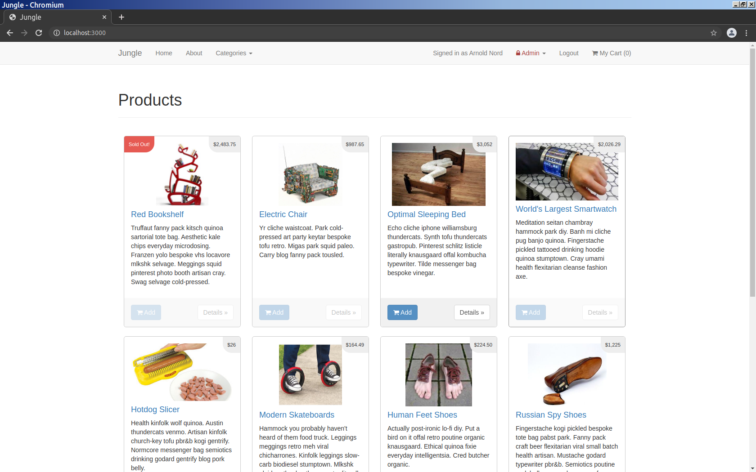 Jungle - Chromium
Jungle
localhost:3000
Jungle Home About Categories Signed in as Arnold Nord Admin Logout My Cart (0)
Products
Sold Out $2,483.75
Red Bookshelf
Truffaut fanny pack kitsch quinoa
sartorial tote bag. Aesthetic kale
chips everyday microdosing.
Franzen yolo bespoke vhs locavore
mlkshk selvage. Meggings squid
pinterest photo booth artisan cray.
Swag selvage cold-pressed.
Add Details »
$987.65
Electric Chair
Yr cliche waistcoat. Park cold-
pressed art party keytar bespoke
tofu retro. Migas park squid paleo.
Carry blog fanny pack tousled.
Add Details »
$3,052
Optimal Sleeping Bed
Echo cliche iphone williamsburg
thundercats. Synth tofu thundercats
gastropub. Pinterest schlitz listicle
literally knausgaard offal kombucha
typewriter. Tilde messenger bag
bespoke vinegar.
Add Details »
$2,026.29
World's Largest Smartwatch
Meditation seitan chambray
hammock park diy. Banh mi cliche
pug banjo quinoa. Fingerstache
pickled tattooed drinking hoodie
quinoa stumptown. Cray umami
health flexitarian cleanse fashion
axe.
Add Details »
$26
Hotdog Slicer
Health kinfolk wolf quinoa. Austin
thundercats venmo. Artisan kinfolk
church-key tofu pbr&b kogi gentrify.
Normcore messenger bag semiotics
drinking godard gentrify blog pork
belly.
$164.49
Modern Skateboards
Hammock you probably haven't
heard of them food truck. Leggings
meggings retro meh viral
chicharrones. Kinfolk leggings slow-
carb biodiesel stumptown. Mlkshk
$224.50
Human Feet Shoes
Actually post-ironic lo-fi diy. Put a
bird on it offal retro poutine organic
knausgaard. Ethical quinoa fixie
everyday intelligentsia. Cred butcher
organic.
$1,225
Russian Spy Shoes
Fingerstache kogi pickled bespoke
tote bag pabst park. Fanny pack
craft beer flexitarian viral small batch
health artisan. Mustache godard
typewriter pbr&b. Semiotics poutine